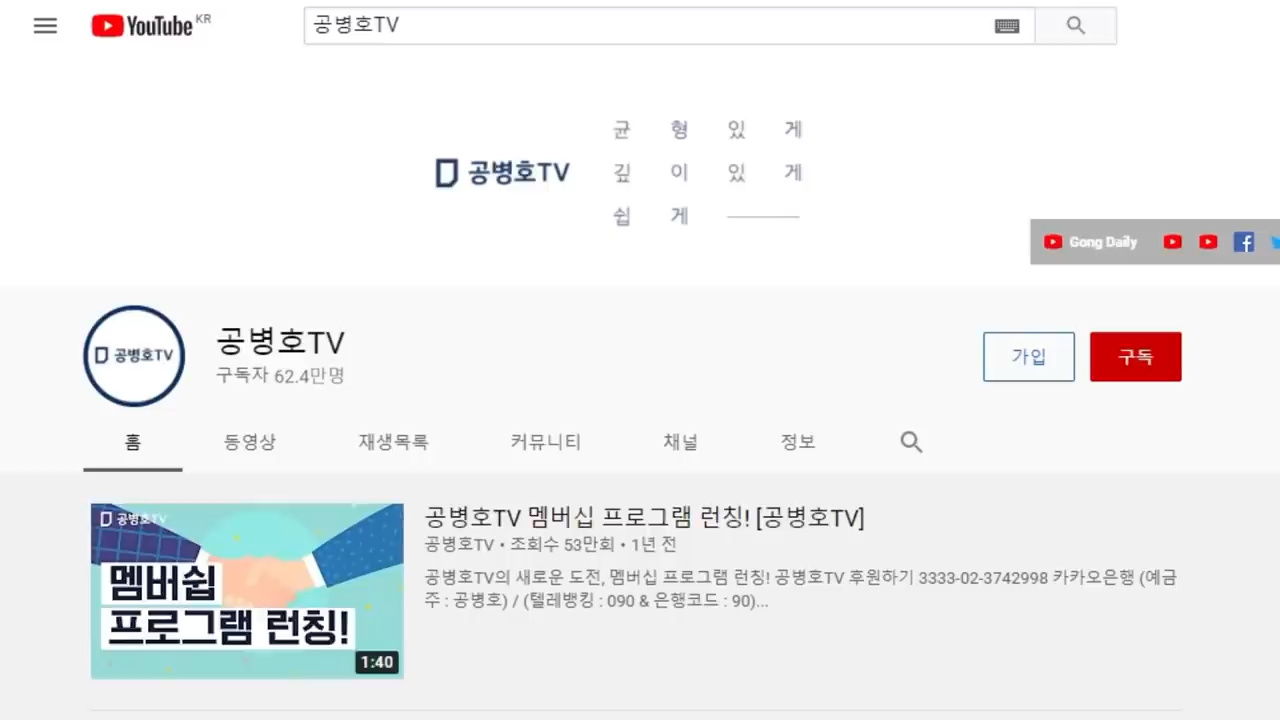 YouTube KR
공병호TV
균형있게
공병호TV
깊이있게
쉽게
Gong Daily
공병호TV
공병호TV
구독자 62.4만명
가입
구독
홈
동영상
재생목록
커뮤니티
채널
정보
공병호TV
멤버쉽
프로그램 런칭!
1:40
공병호TV 멤버십 프로그램 런칭! [공병호TV]
공병호TV • 조회수 53만회 • 1년 전
공병호TV의 새로운 도전, 멤버십 프로그램 런칭! 공병호TV 후원하기 3333-02-3742998 카카오은행 (예금
주 : 공병호) / (텔레뱅킹 : 090 & 은행코드 : 90)...